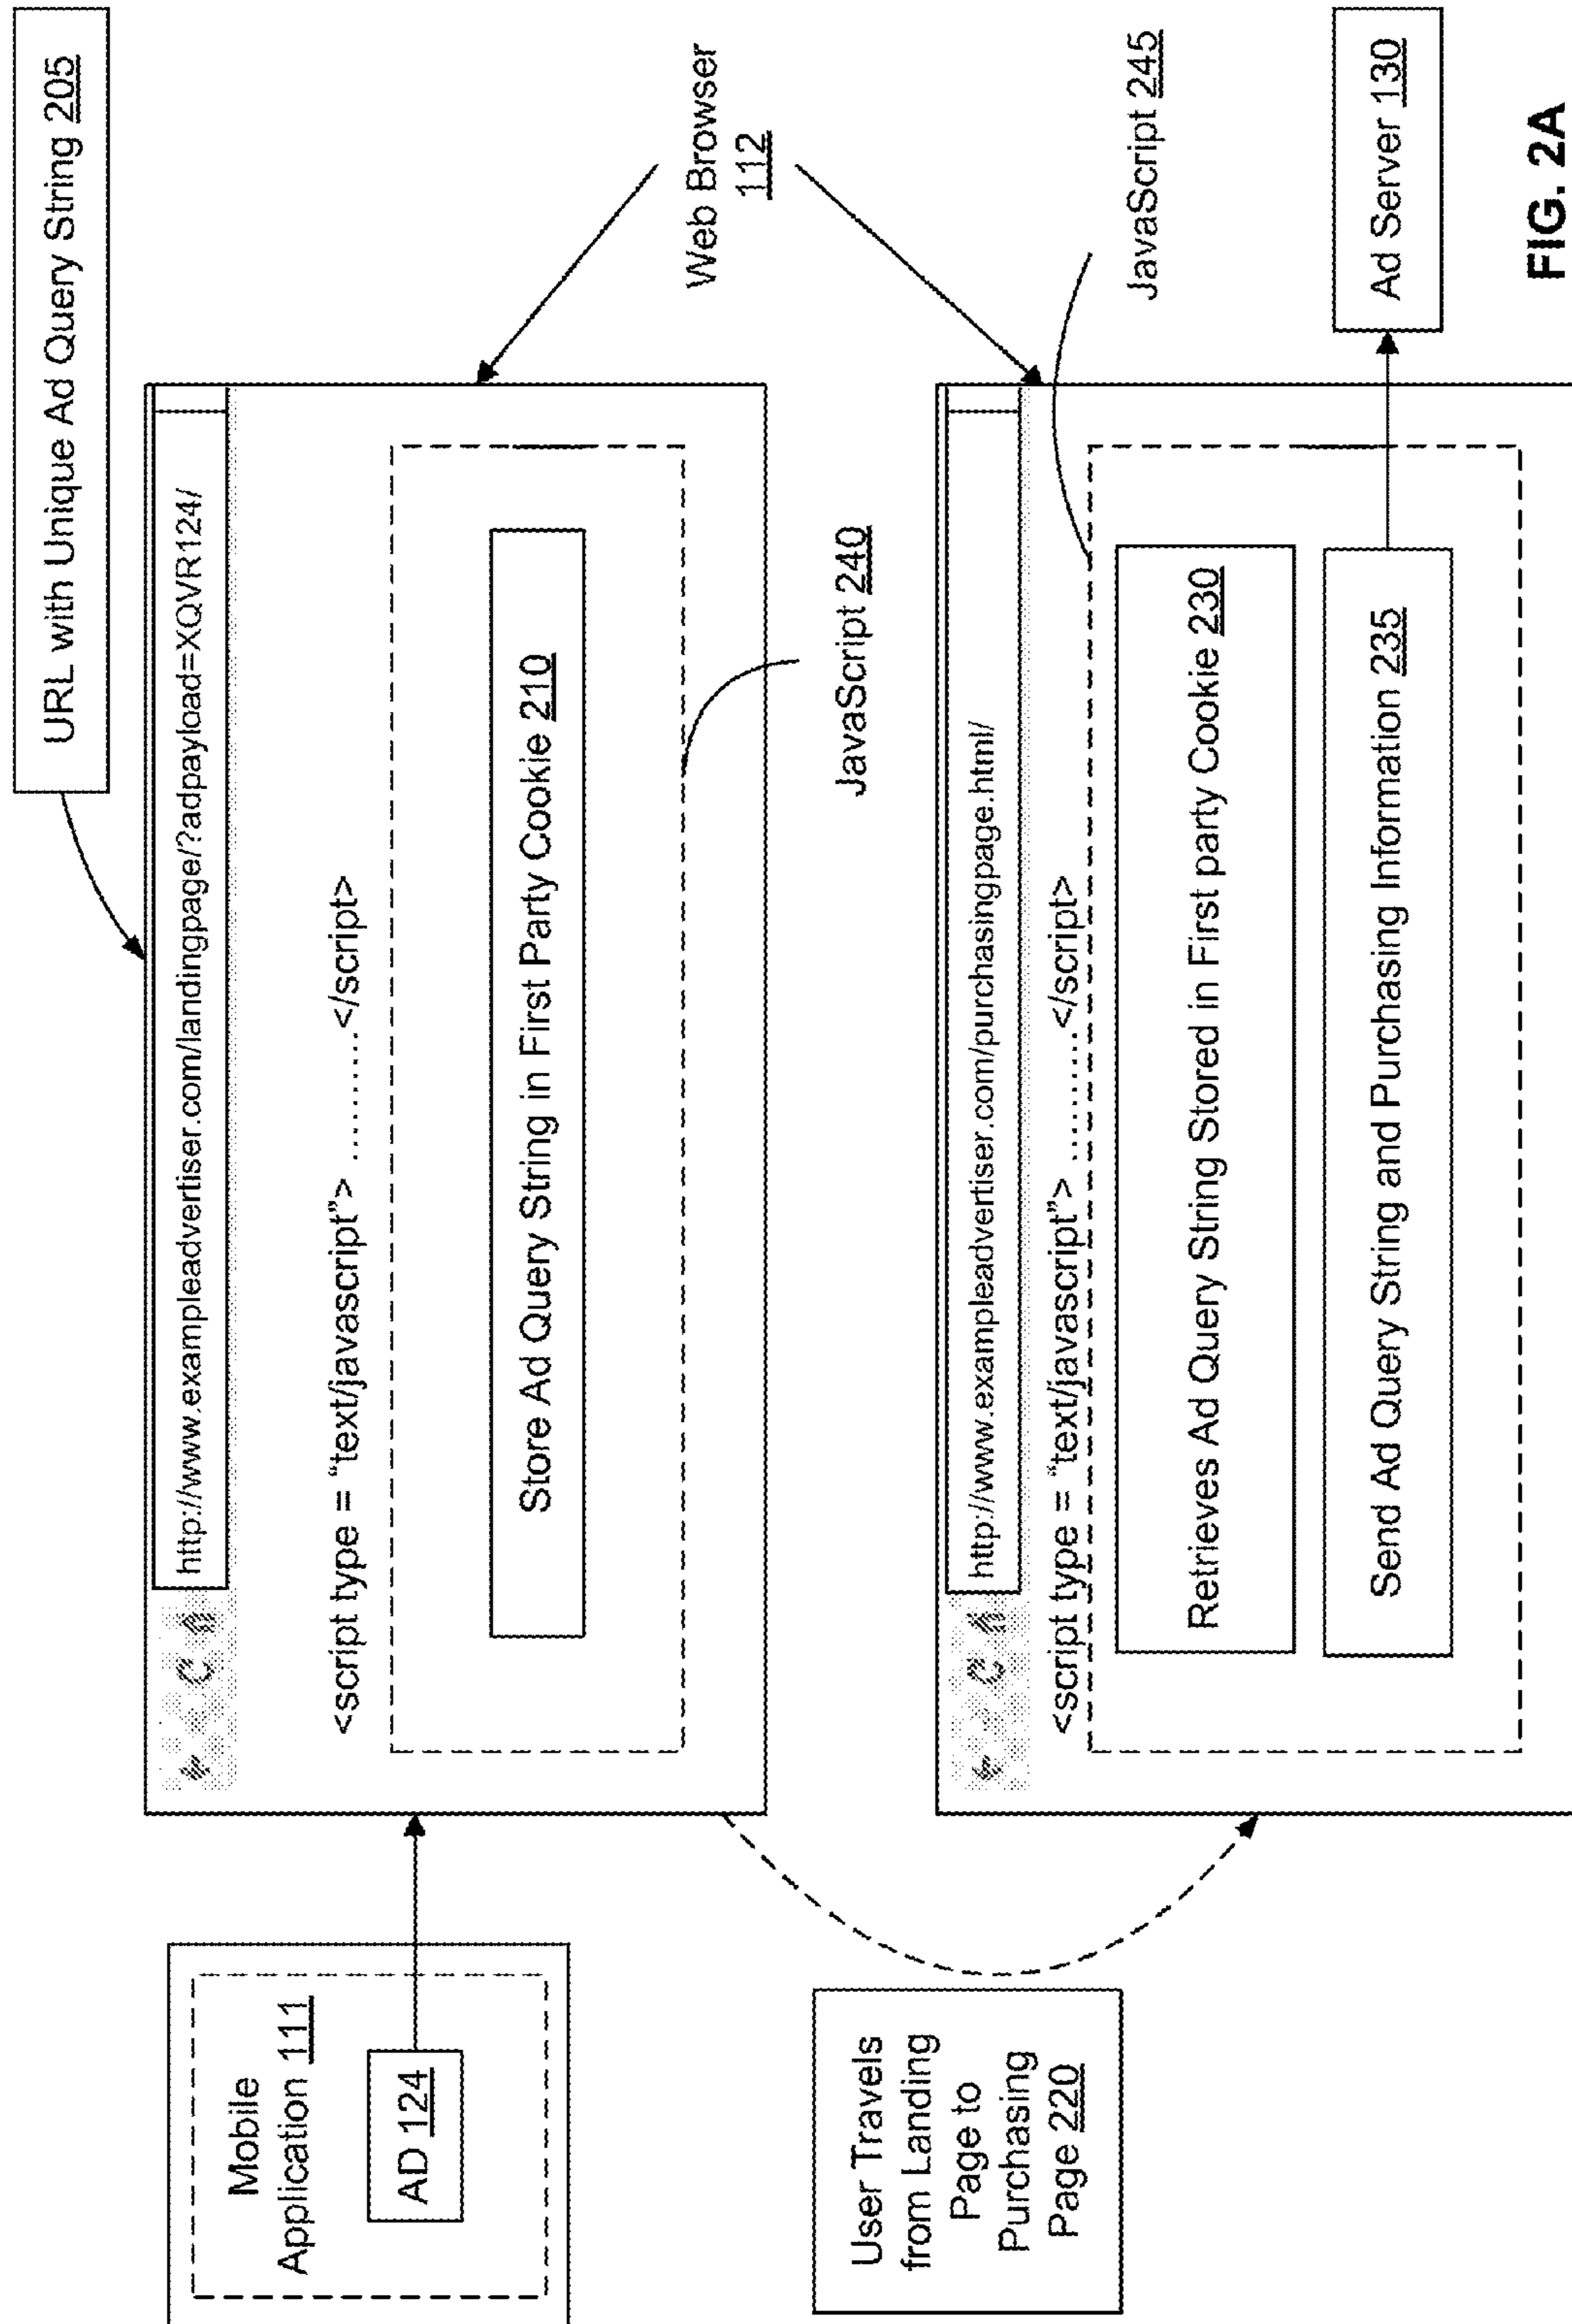 URL with Unique Ad Query String 205
Mobile
Application 111
AD 124
http://www.exampleadvertiser.com/landingpage/?adpayload=XQVR124/
<script type = “text/javascript”> .........</script>
Store Ad Query String in First Party Cookie 210
Web Browser
112
JavaScript 240
User Travels
from Landing
Page to
Purchasing
Page 220
http://www.exampleadvertiser.com/purchasingpage.html/
<script type = “text/javascript”> .........</script>
JavaScript 245
Retrieves Ad Query String Stored in First party Cookie 230
Send Ad Query String and Purchasing Information 235
Ad Server 130
FIG. 2A